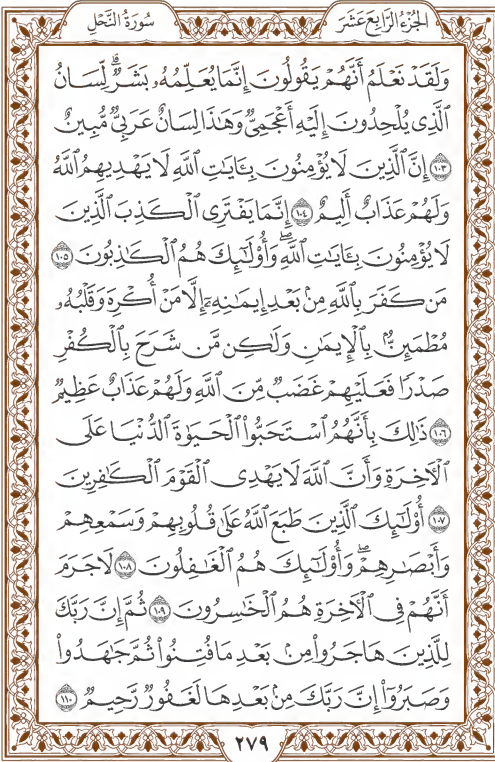 الجُزْءُ الرَّابِعَ عَشَرَ
سُورَةُ النَّحْلِ
وَلَقَدْ نَعْلَمُ أَنَّهُمْ يَقُولُونَ إِنَّمَا يُعَلِّمُهُۥ بَشَرٌۗ لِّسَانُ
ٱلَّذِى يُلْحِدُونَ إِلَيْهِ أَعْجَمِىٌّ وَهَٰذَا لِسَانٌ عَرَبِىٌّ مُّبِينٌ
١٠٣ إِنَّ ٱلَّذِينَ لَا يُؤْمِنُونَ بِـَٔايَٰتِ ٱللَّهِ لَا يَهْدِيهِمُ ٱللَّهُ
وَلَهُمْ عَذَابٌ أَلِيمٌ ١٠٤ إِنَّمَا يَفْتَرِى ٱلْكَذِبَ ٱلَّذِينَ
لَا يُؤْمِنُونَ بِـَٔايَٰتِ ٱللَّهِۖ وَأُو۟لَٰٓئِكَ هُمُ ٱلْكَٰذِبُونَ ١٠٥
مَن كَفَرَ بِٱللَّهِ مِنۢ بَعْدِ إِيمَٰنِهِۦٓ إِلَّا مَنْ أُكْرِهَ وَقَلْبُهُۥ
مُطْمَئِنٌّۢ بِٱلْإِيمَٰنِ وَلَٰكِن مَّن شَرَحَ بِٱلْكُفْرِ
صَدْرًا فَعَلَيْهِمْ غَضَبٌ مِّنَ ٱللَّهِ وَلَهُمْ عَذَابٌ عَظِيمٌ
١٠٦ ذَٰلِكَ بِأَنَّهُمُ ٱسْتَحَبُّوا۟ ٱلْحَيَوٰةَ ٱلدُّنْيَا عَلَى
ٱلْءَاخِرَةِ وَأَنَّ ٱللَّهَ لَا يَهْدِى ٱلْقَوْمَ ٱلْكَٰفِرِينَ
١٠٧ أُو۟لَٰٓئِكَ ٱلَّذِينَ طَبَعَ ٱللَّهُ عَلَىٰ قُلُوبِهِمْ وَسَمْعِهِمْ
وَأَبْصَٰرِهِمْۖ وَأُو۟لَٰٓئِكَ هُمُ ٱلْغَٰفِلُونَ ١٠٨ لَا جَرَمَ
أَنَّهُمْ فِى ٱلْءَاخِرَةِ هُمُ ٱلْخَٰسِرُونَ ١٠٩ ثُمَّ إِنَّ رَبَّكَ
لِلَّذِينَ هَاجَرُوا۟ مِنۢ بَعْدِ مَا فُتِنُوا۟ ثُمَّ جَٰهَدُوا۟
وَصَبَرُوٓا۟ إِنَّ رَبَّكَ مِنۢ بَعْدِهَا لَغَفُورٌ رَّحِيمٌ ١١٠
٢٧٩